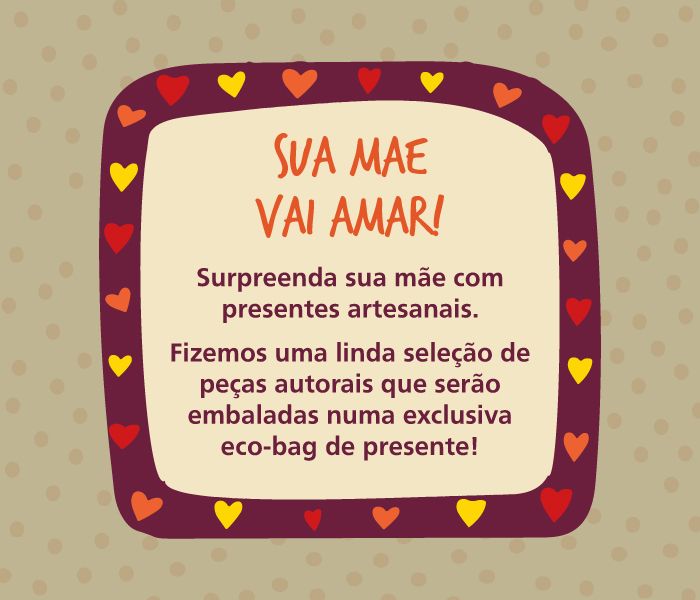 SUA MAE
VAI AMAR!
Surpreenda sua mãe com
presentes artesanais.
Fizemos uma linda seleção de
peças autorais que serão
embaladas numa exclusiva
eco-bag de presente!